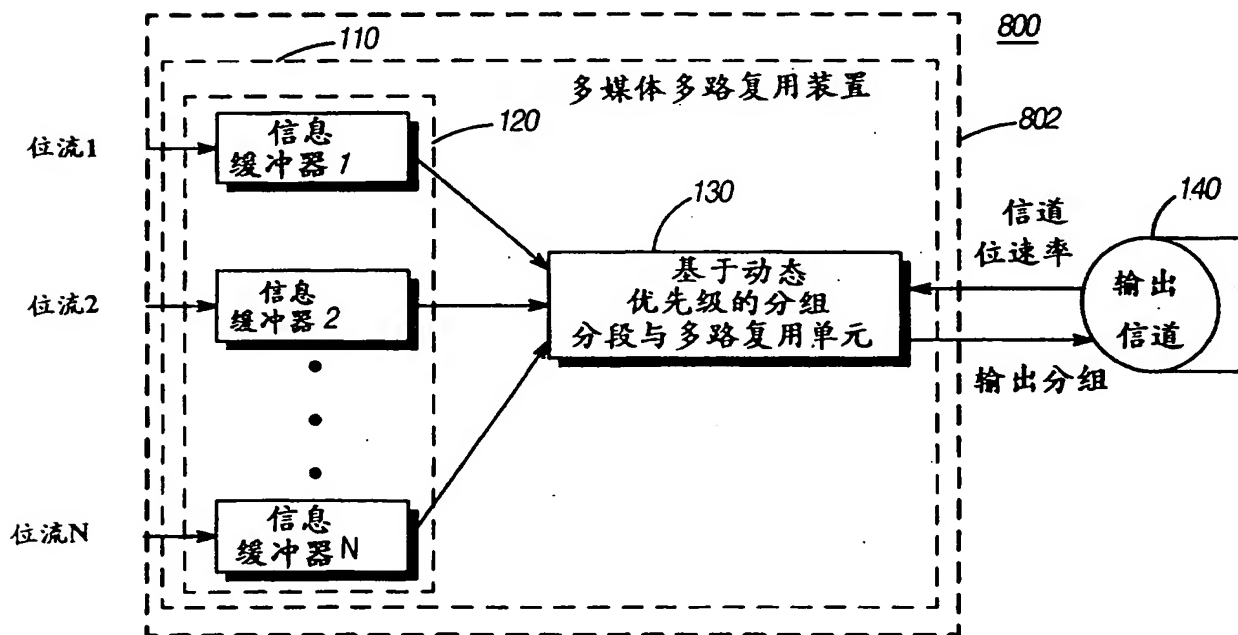 800
110
多媒体多路复用装置
120
802
位流1
信息
缓冲器1
130
信道
位速率
140
基于动态
优先级的分组
分段与多路复用单元
输出
信道
位流2
信息
缓冲器2
输出分组
位流N
信息
缓冲器N